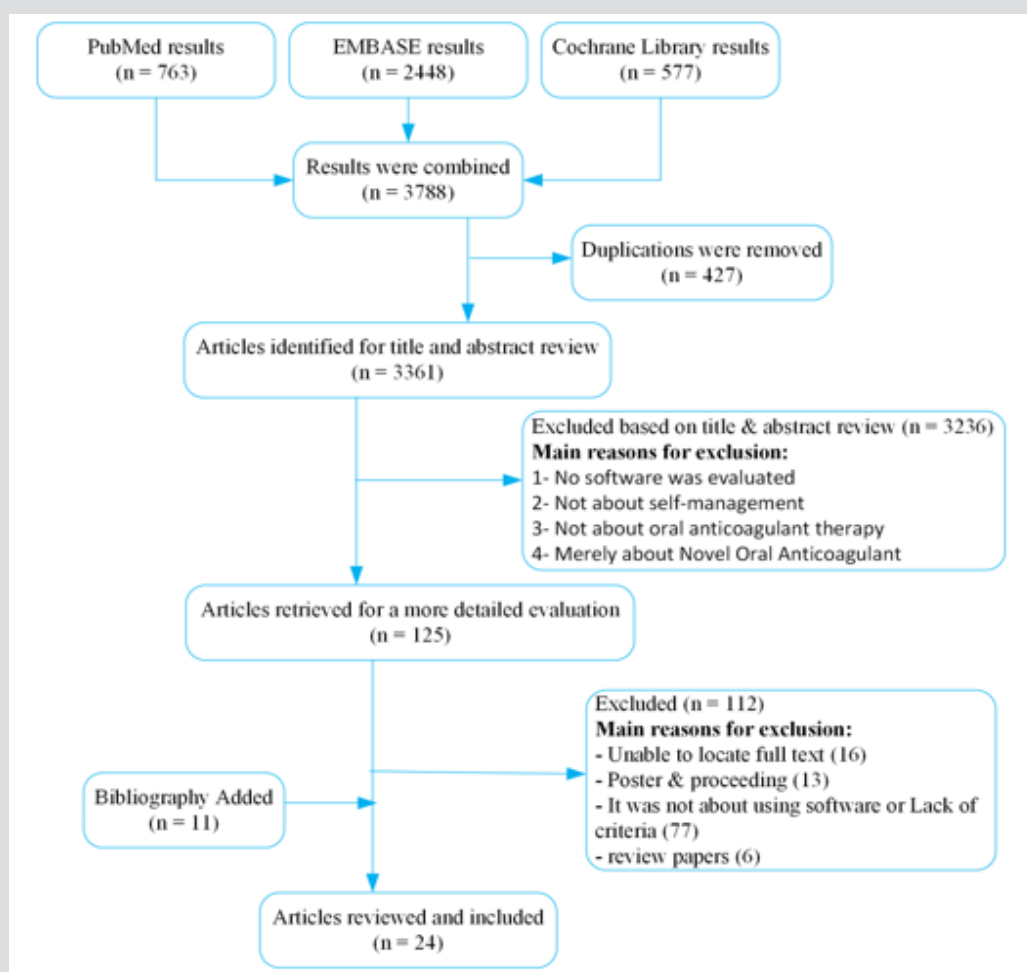 PubMed results
(n = 763)
EMBASE results
(n = 2448)
Cochrane Library results
(n = 577)
Results were combined
(n = 3788)
Duplications were removed
(n = 427)
Articles identified for title and abstract review
(n = 3361)
Excluded based on title & abstract review (n = 3236)
Main reasons for exclusion:
1- No software was evaluated
2- Not about self-management
3- Not about oral anticoagulant therapy
4- Merely about Novel Oral Anticoagulant
Articles retrieved for a more detailed evaluation
(n = 125)
Excluded (n = 112)
Main reasons for exclusion:
- Unable to locate full text (16)
- Poster & proceeding (13)
- It was not about using software or Lack of
criteria (77)
- review papers (6)
Bibliography Added
(n = 11)
Articles reviewed and included
(n = 24)